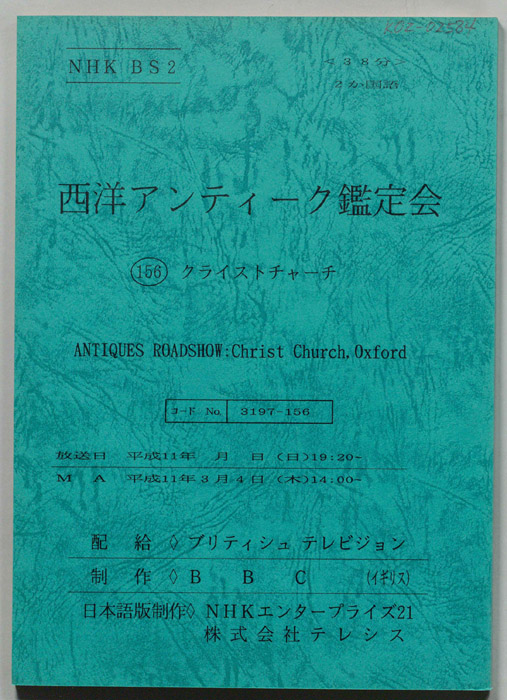 NHK BS2
<38分>
2か国語
西洋アンティーク鑑定会
156 クライストチャーチ
ANTIQUES ROADSHOW:Christ Church,Oxford
コード No. 3197-156
放送日 平成11年 月 日(日)19:20~
M A 平成11年3月4日(木)14:00~
配 給◇ブリティシュ テレビジョン
制 作◇B B C (イギリス)
日本語版制作◇NHKエンタープライズ21
株式会社テレシス